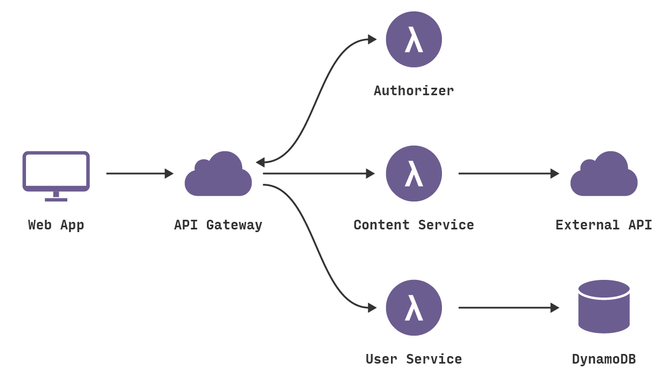 λ
Authorizer
λ
Web App
API Gateway
Content Service
External API
λ
User Service
DynamoDB